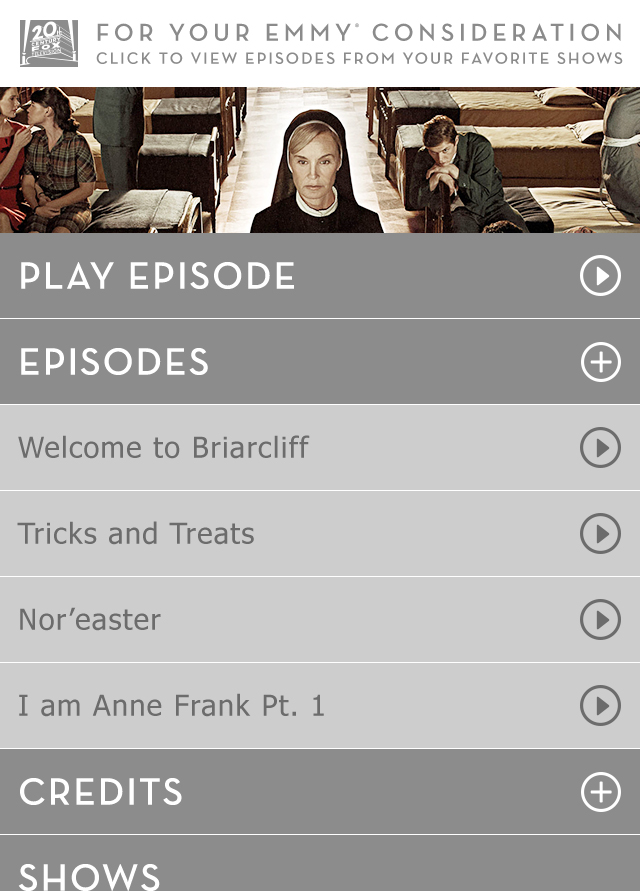 20th
CENTURY
FOX
TELEVISION
FOR YOUR EMMY® CONSIDERATION
CLICK TO VIEW EPISODES FROM YOUR FAVORITE SHOWS
PLAY EPISODE
EPISODES
Welcome to Briarcliff
Tricks and Treats
Nor’easter
I am Anne Frank Pt. 1
CREDITS
SHOWS